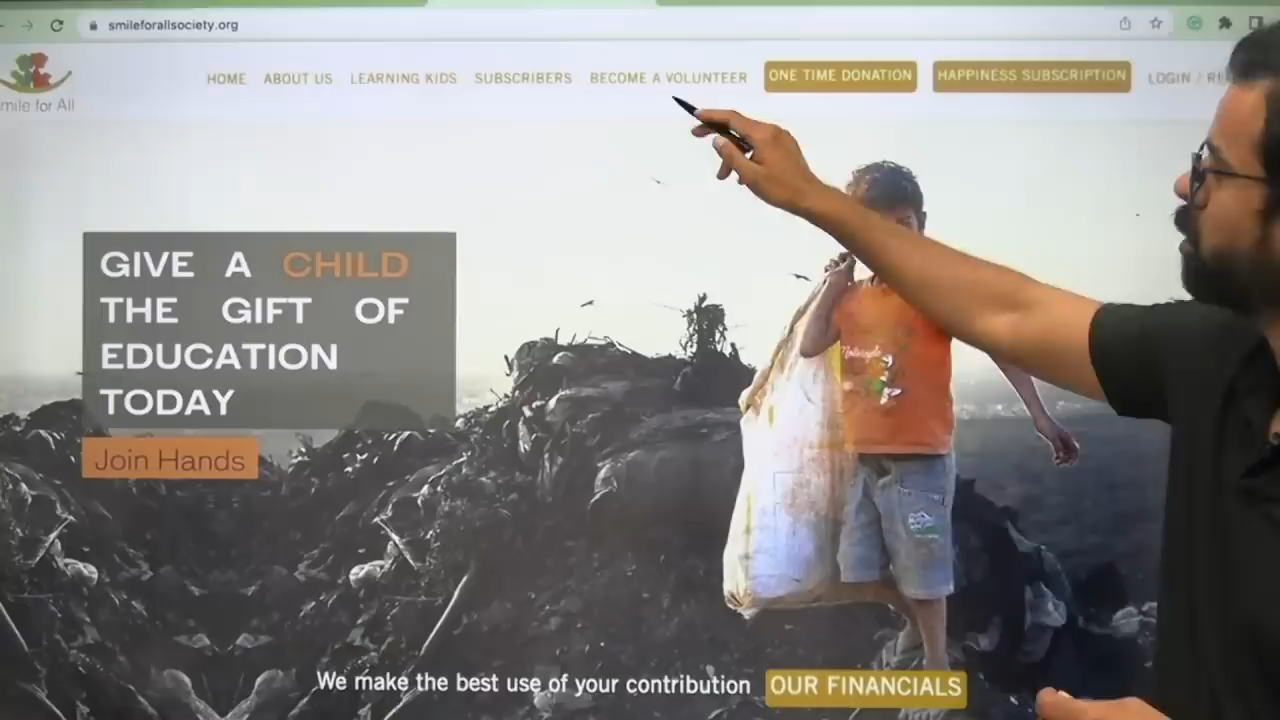 smileforallsociety.org
mile for All
HOME ABOUT US LEARNING KIDS SUBSCRIBERS BECOME A VOLUNTEER ONE TIME DONATION HAPPINESS SUBSCRIPTION LOGIN /
GIVE A CHILD
THE GIFT OF
EDUCATION
TODAY
Join Hands
We make the best use of your contribution OUR FINANCIALS